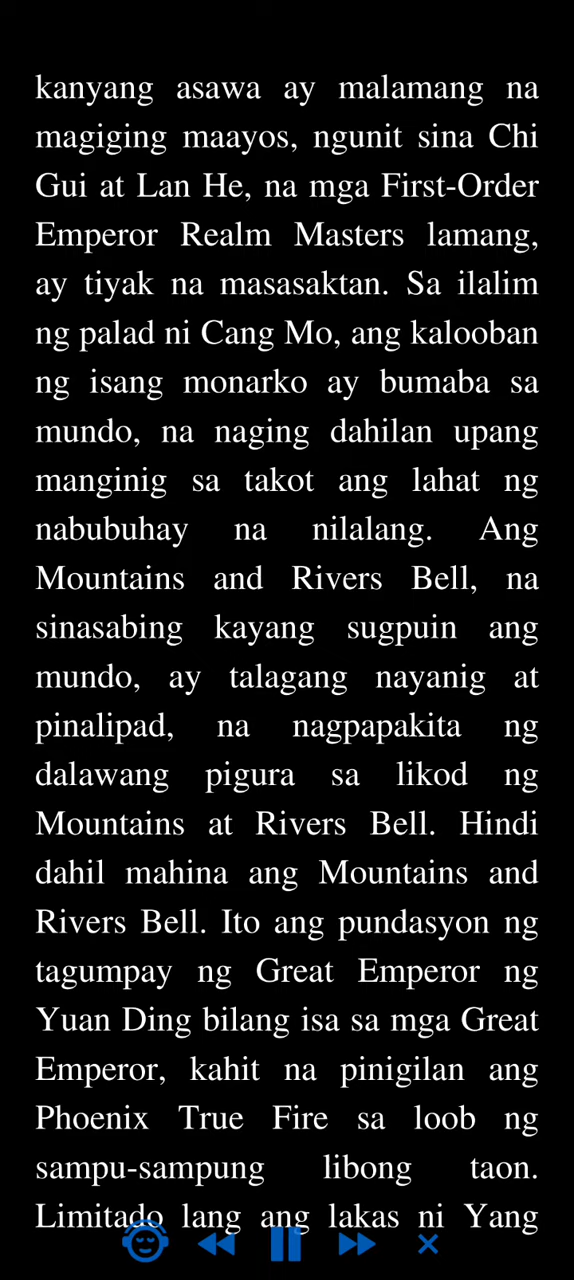 kanyang asawa ay malamang na
magiging maayos, ngunit sina Chi
Gui at Lan He, na mga First-Order
Emperor Realm Masters lamang,
ay tiyak na masasaktan. Sa ilalim
ng palad ni Cang Mo, ang kalooban
ng isang monarko ay bumaba sa
mundo, na naging dahilan upang
manginig sa takot ang lahat ng
nabubuhay na nilalang. Ang
Mountains and Rivers Bell, na
sinasabing kayang sugpuin ang
mundo, ay talagang nayanig at
pinalipad, na nagpapakita ng
dalawang pigura sa likod ng
Mountains at Rivers Bell. Hindi
dahil mahina ang Mountains and
Rivers Bell. Ito ang pundasyon ng
tagumpay ng Great Emperor ng
Yuan Ding bilang isa sa mga Great
Emperor, kahit na pinigilan ang
Phoenix True Fire sa loob ng
sampu-sampung libong taon.
Limitado lang ang lakas ni Yang